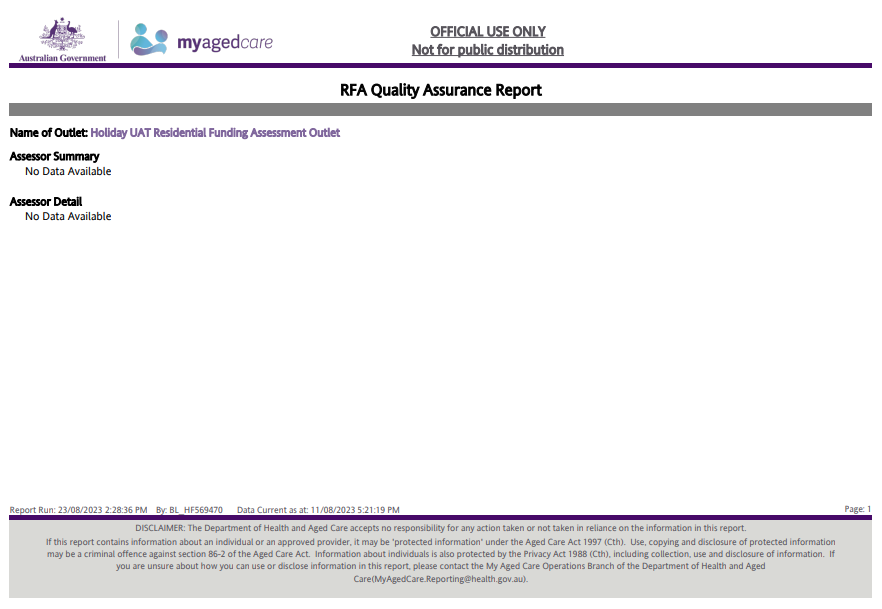 OFFICIAL USE ONLY
Not for public distribution
Australian Government
myagedcare
RFA Quality Assurance Report
Name of Outlet: Holiday UAT Residential Funding Assessment Outlet
Assessor Summary
No Data Available
Assessor Detail
No Data Available
Report Run: 23/08/2023 2:28:36 PM By: BL_HF569470 Data Current as at: 11/08/2023 5:21:19 PM Page: 1
DISCLAIMER: The Department of Health and Aged Care accepts no responsibility for any action taken or not taken in reliance on the information in this report.
If this report contains information about an individual or an approved provider, it may be 'protected information' under the Aged Care Act 1997 (Cth). Use, copying and disclosure of protected information
may be a criminal offence against section 86-2 of the Aged Care Act. Information about individuals is also protected by the Privacy Act 1988 (Cth), including collection, use and disclosure of information. If
you are unsure about how you can use or disclose information in this report, please contact the My Aged Care Operations Branch of the Department of Health and Aged
Care(MyAgedCare.Reporting@health.gov.au).